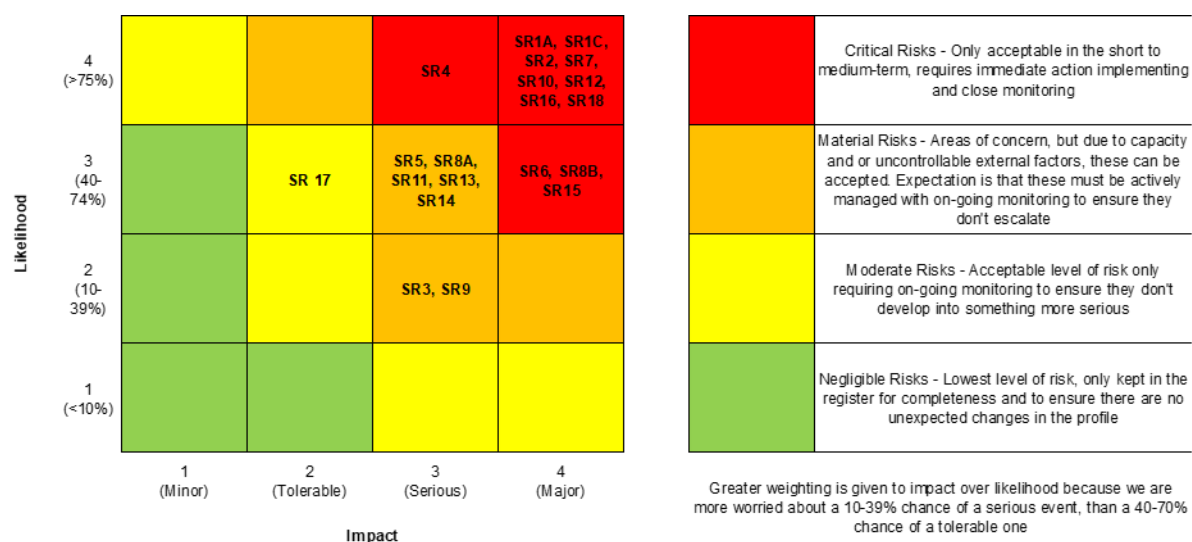 4
(>75%)
SR4
SR1A, SR1C,
SR2, SR7,
SR10, SR12,
SR16, SR18
3
(40-
74%)
SR 17
SR5, SR8A,
SR11, SR13,
SR14
SR6, SR8B,
SR15
Likelihood
2
(10-
39%)
SR3, SR9
1
(<10%)
1
(Minor)
2
(Tolerable)
3
(Serious)
4
(Major)
Impact
Critical Risks - Only acceptable in the short to
medium-term, requires immediate action implementing
and close monitoring
Material Risks - Areas of concern, but due to capacity
and or uncontrollable external factors, these can be
accepted. Expectation is that these must be actively
managed with on-going monitoring to ensure they
don't escalate
Moderate Risks - Acceptable level of risk only
requiring on-going monitoring to ensure they don't
develop into something more serious
Negligible Risks - Lowest level of risk, only kept in the
register for completeness and to ensure there are no
unexpected changes in the profile
Greater weighting is given to impact over likelihood because we are
more worried about a 10-39% chance of a serious event, than a 40-70%
chance of a tolerable one